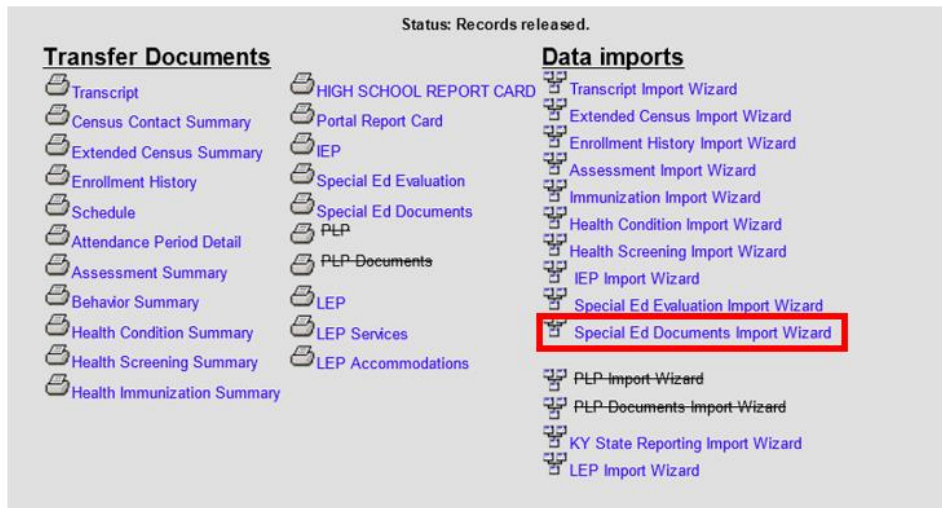 Status: Records released.
Transfer Documents
Transcript
Census Contact Summary
Extended Census Summary
Enrollment History
Schedule
Attendance Period Detail
Assessment Summary
Behavior Summary
Health Condition Summary
Health Screening Summary
Health Immunization Summary
HIGH SCHOOL REPORT CARD
Portal Report Card
IEP
Special Ed Evaluation
Special Ed Documents
PLP
PLP Documents
LEP
LEP Services
LEP Accommodations
Data imports
Transcript Import Wizard
Extended Census Import Wizard
Enrollment History Import Wizard
Assessment Import Wizard
Immunization Import Wizard
Health Condition Import Wizard
Health Screening Import Wizard
IEP Import Wizard
Special Ed Evaluation Import Wizard
Special Ed Documents Import Wizard
PLP Import Wizard
PLP Documents Import Wizard
KY State Reporting Import Wizard
LEP Import Wizard